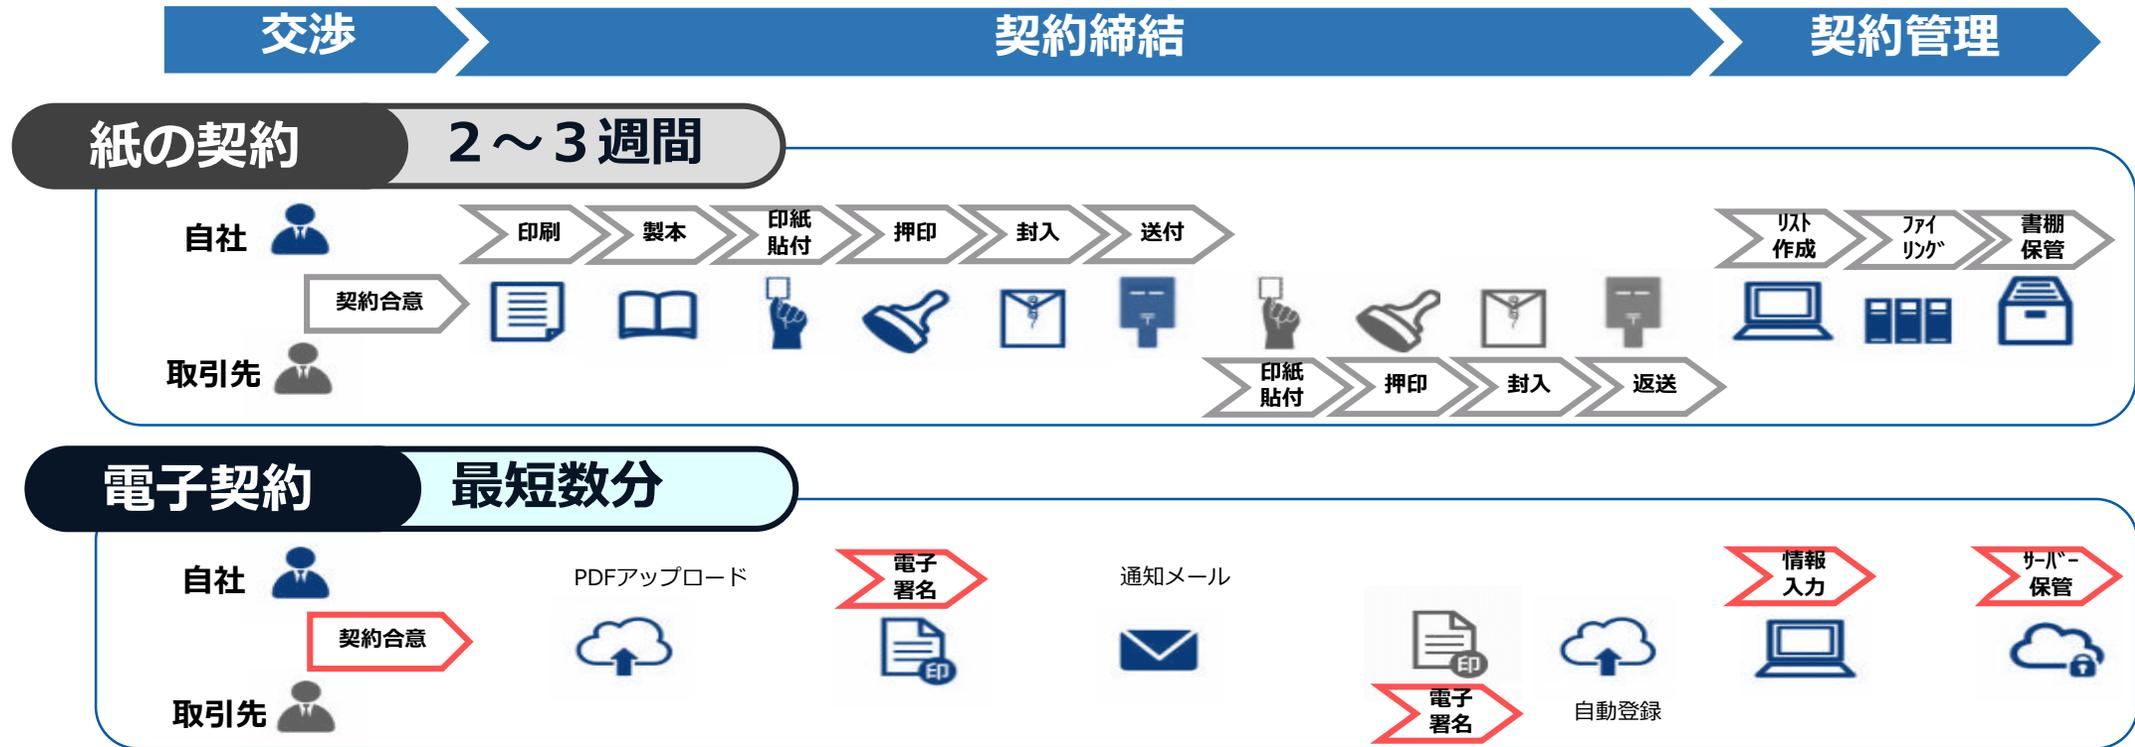 交渉
契約締結
契約管理
紙の契約
２～３週間
自社
印刷
製本
印紙
貼付
押印
封入
送付
ﾘｽﾄ
作成
ﾌｧｲ
ﾘﾝｸﾞ
書棚
保管
契約合意
取引先
印紙
貼付
押印
封入
返送
電子契約
最短数分
自社
PDFアップロード
電子
署名
通知メール
情報
入力
ｻｰﾊﾞｰ
保管
契約合意
印
印
取引先
電子
署名
自動登録